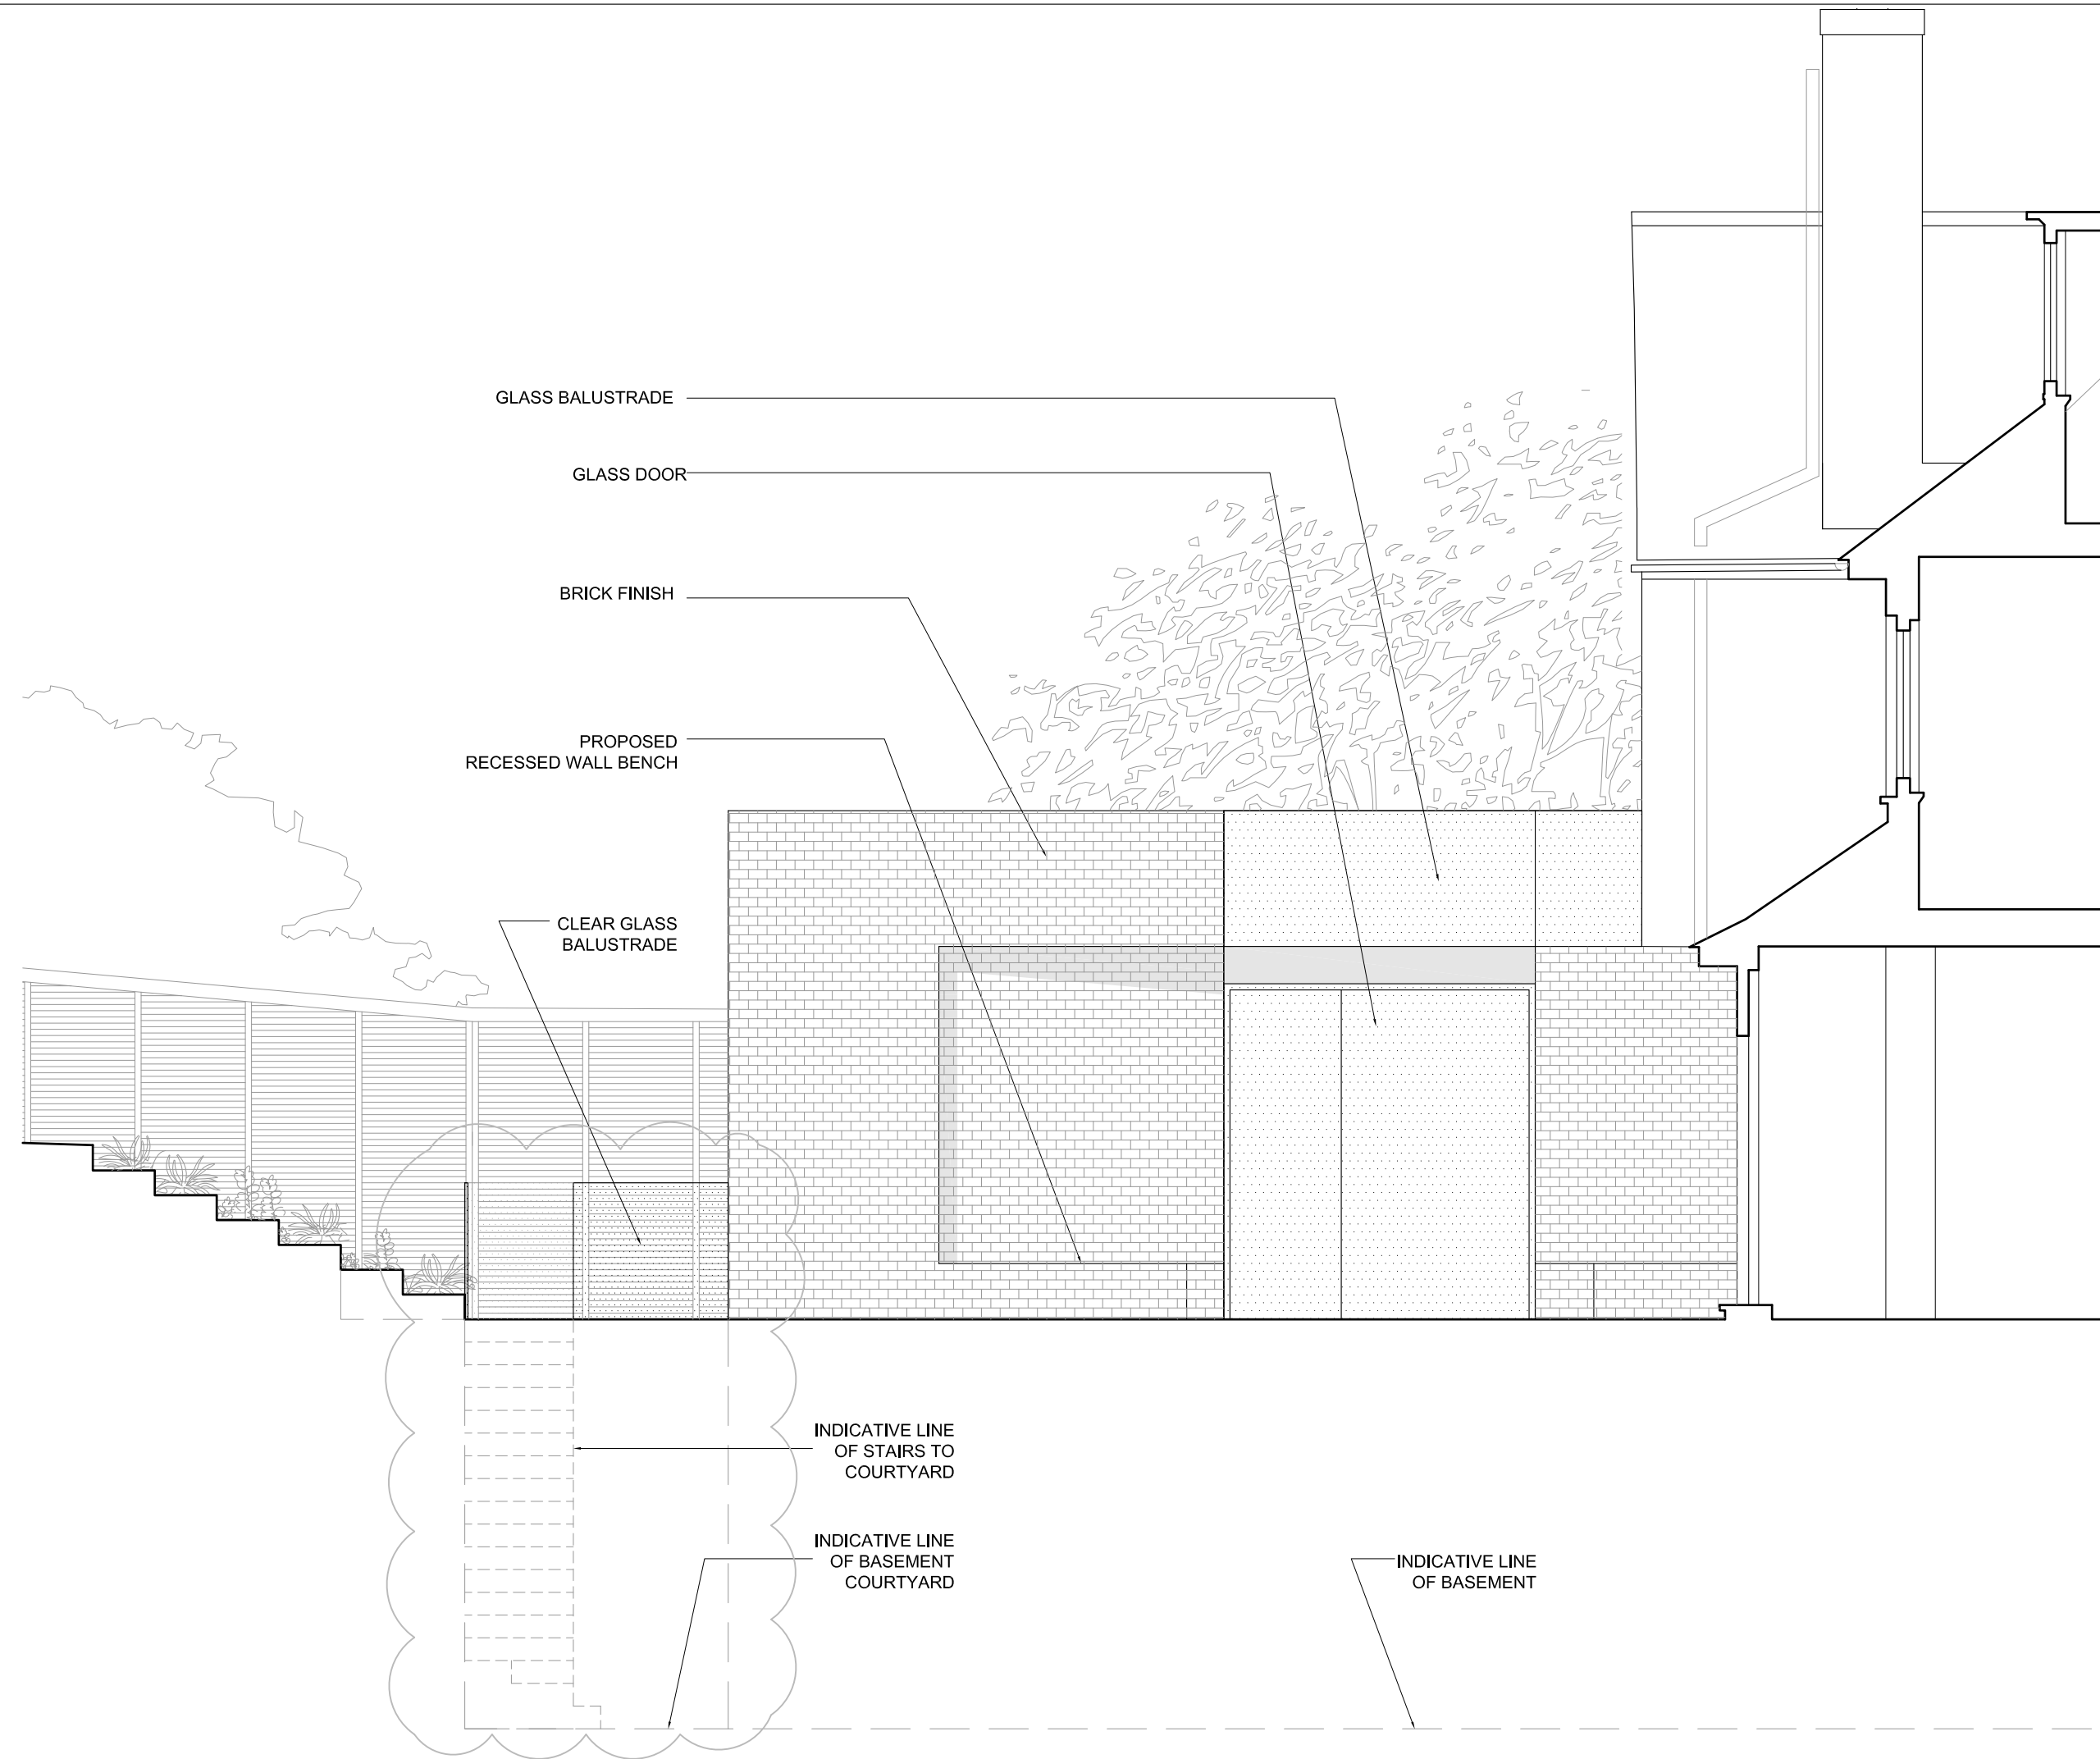 GLASS BALUSTRADE
GLASS DOOR
BRICK FINISH
PROPOSED
RECESSED WALL BENCH
CLEAR GLASS
BALUSTRADE
INDICATIVE LINE
OF STAIRS TO
COURTYARD
INDICATIVE LINE
OF BASEMENT
COURTYARD
INDICATIVE LINE
OF BASEMENT